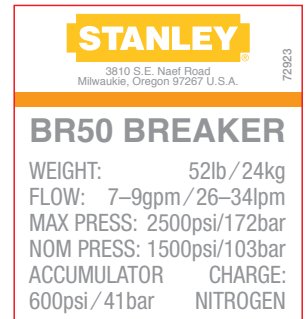 STANLEY®
3810 S.E. Naef Road
Milwaukie, Oregon 97267 U.S.A.
72923
BR50 BREAKER
WEIGHT: 52lb/24kg
FLOW: 7–9gpm/26–34lpm
MAX PRESS: 2500psi/172bar
NOM PRESS: 1500psi/103bar
ACCUMULATOR CHARGE:
600psi/41bar NITROGEN